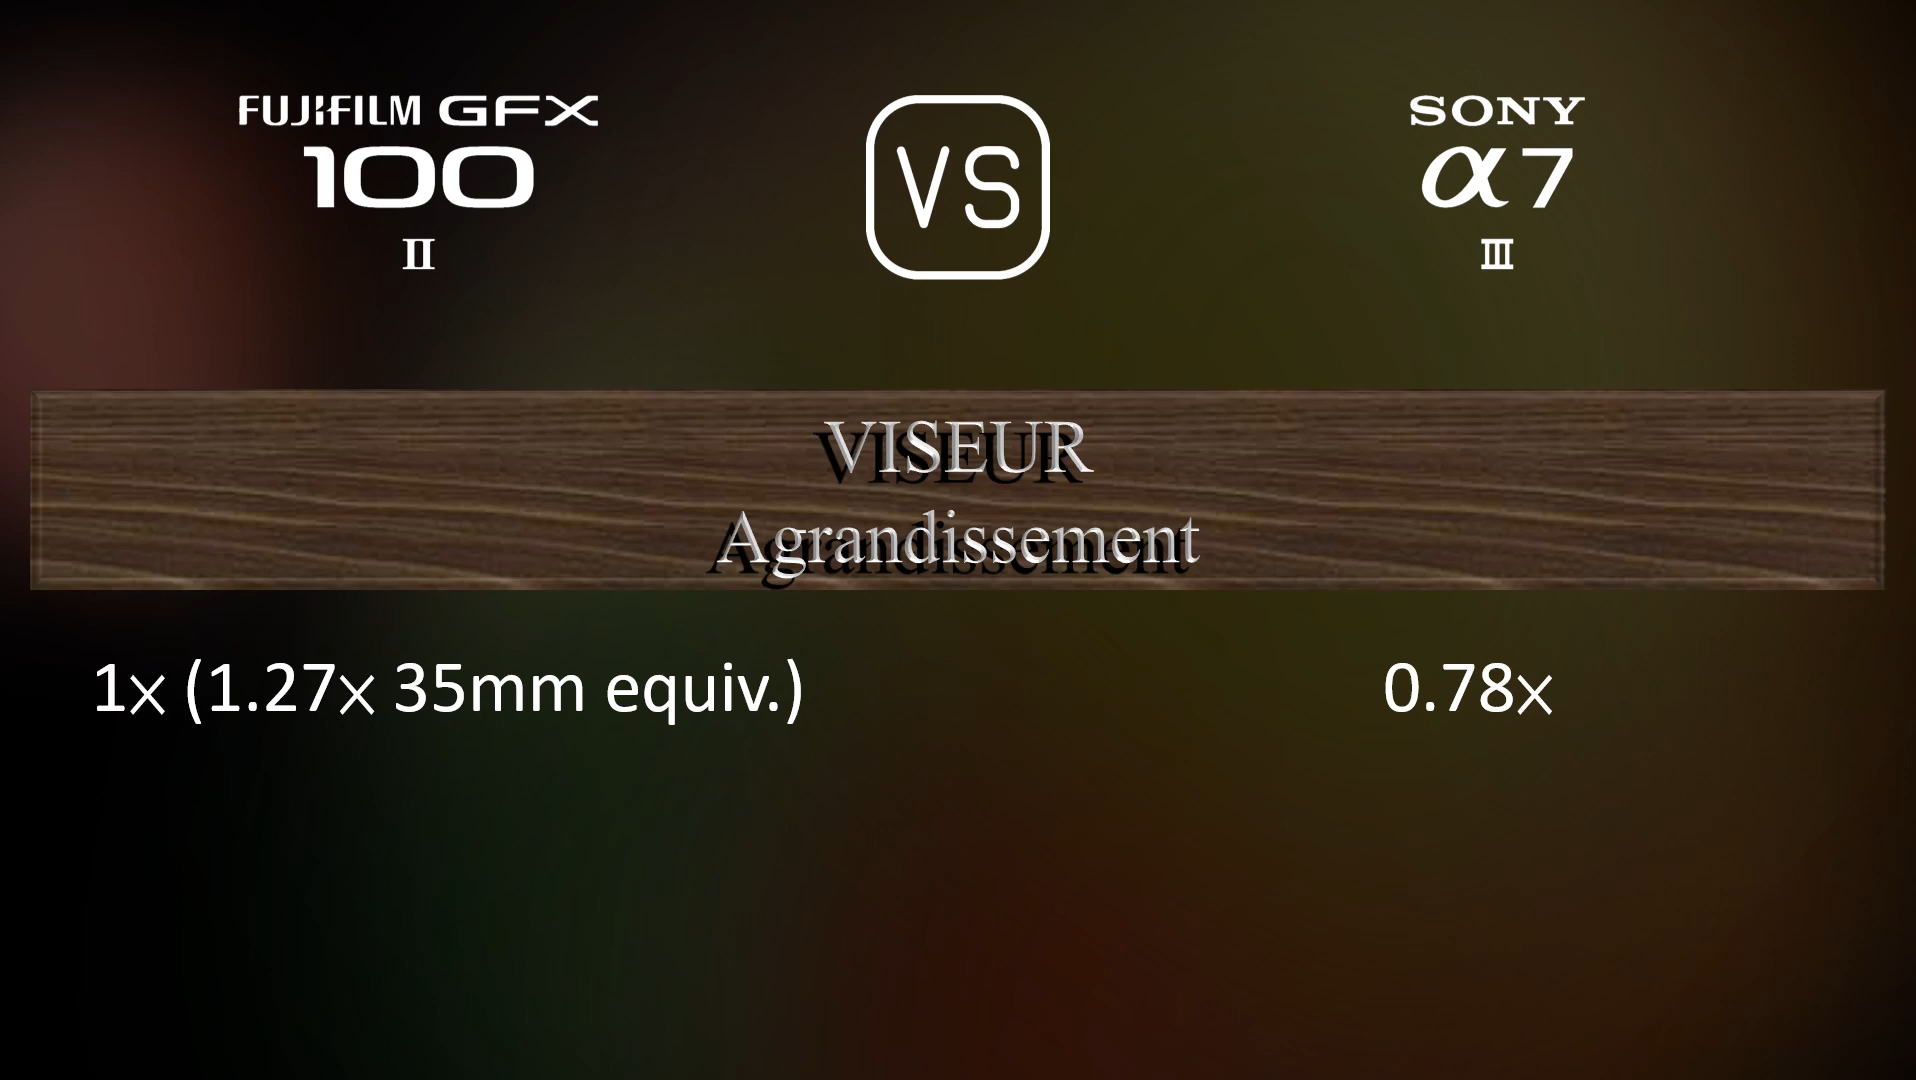 FUJIFILM GFX
100
II
VS
SONY
α7
III
VISEUR
Agrandissement
1x (1.27x 35mm equiv.)
0.78x